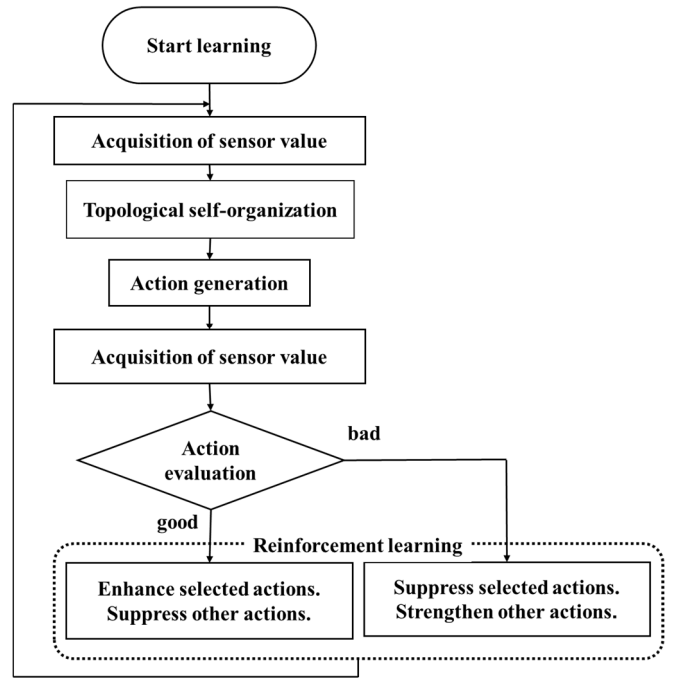 Start learning
Acquisition of sensor value
Topological self-organization
Action generation
Acquisition of sensor value
Action
evaluation
bad
good
Reinforcement learning
Enhance selected actions.
Suppress other actions.
Suppress selected actions.
Strengthen other actions.